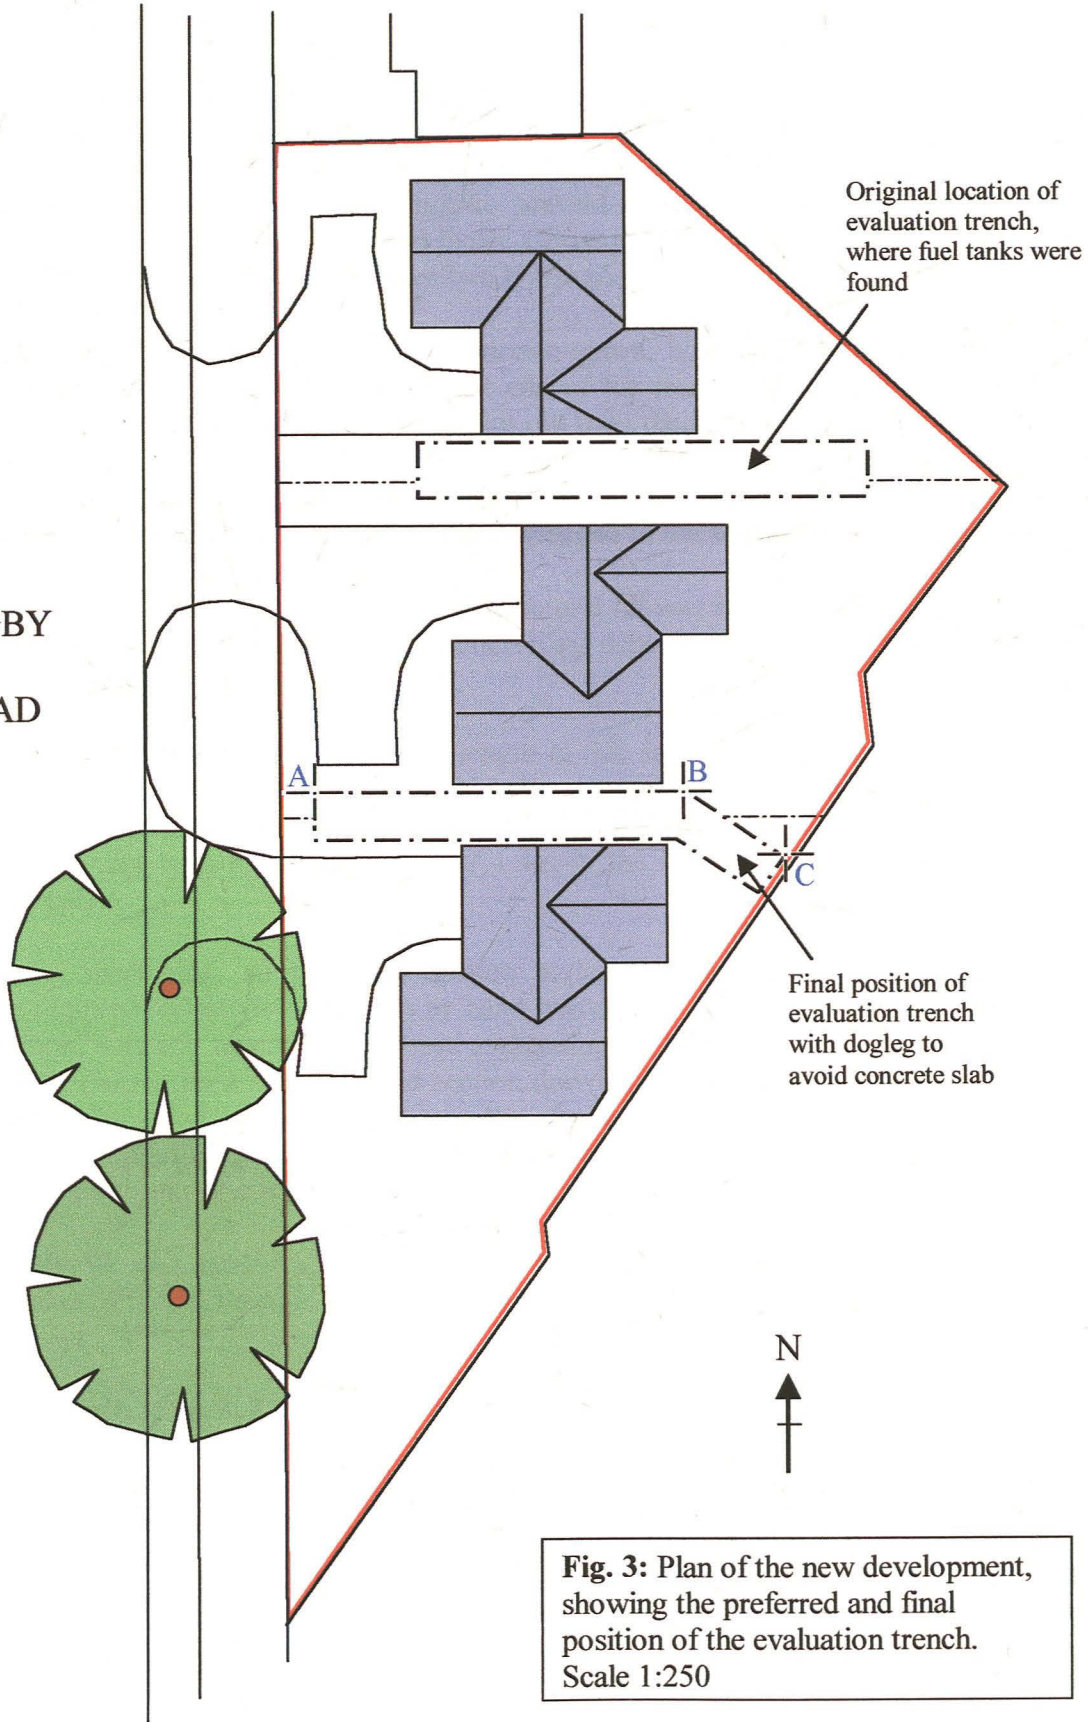 Original location of
evaluation trench,
where fuel tanks were
found
BY
AD
A
B
C
Final position of
evaluation trench
with dogleg to
avoid concrete slab
N
Fig. 3: Plan of the new development,
showing the preferred and final
position of the evaluation trench.
Scale 1:250